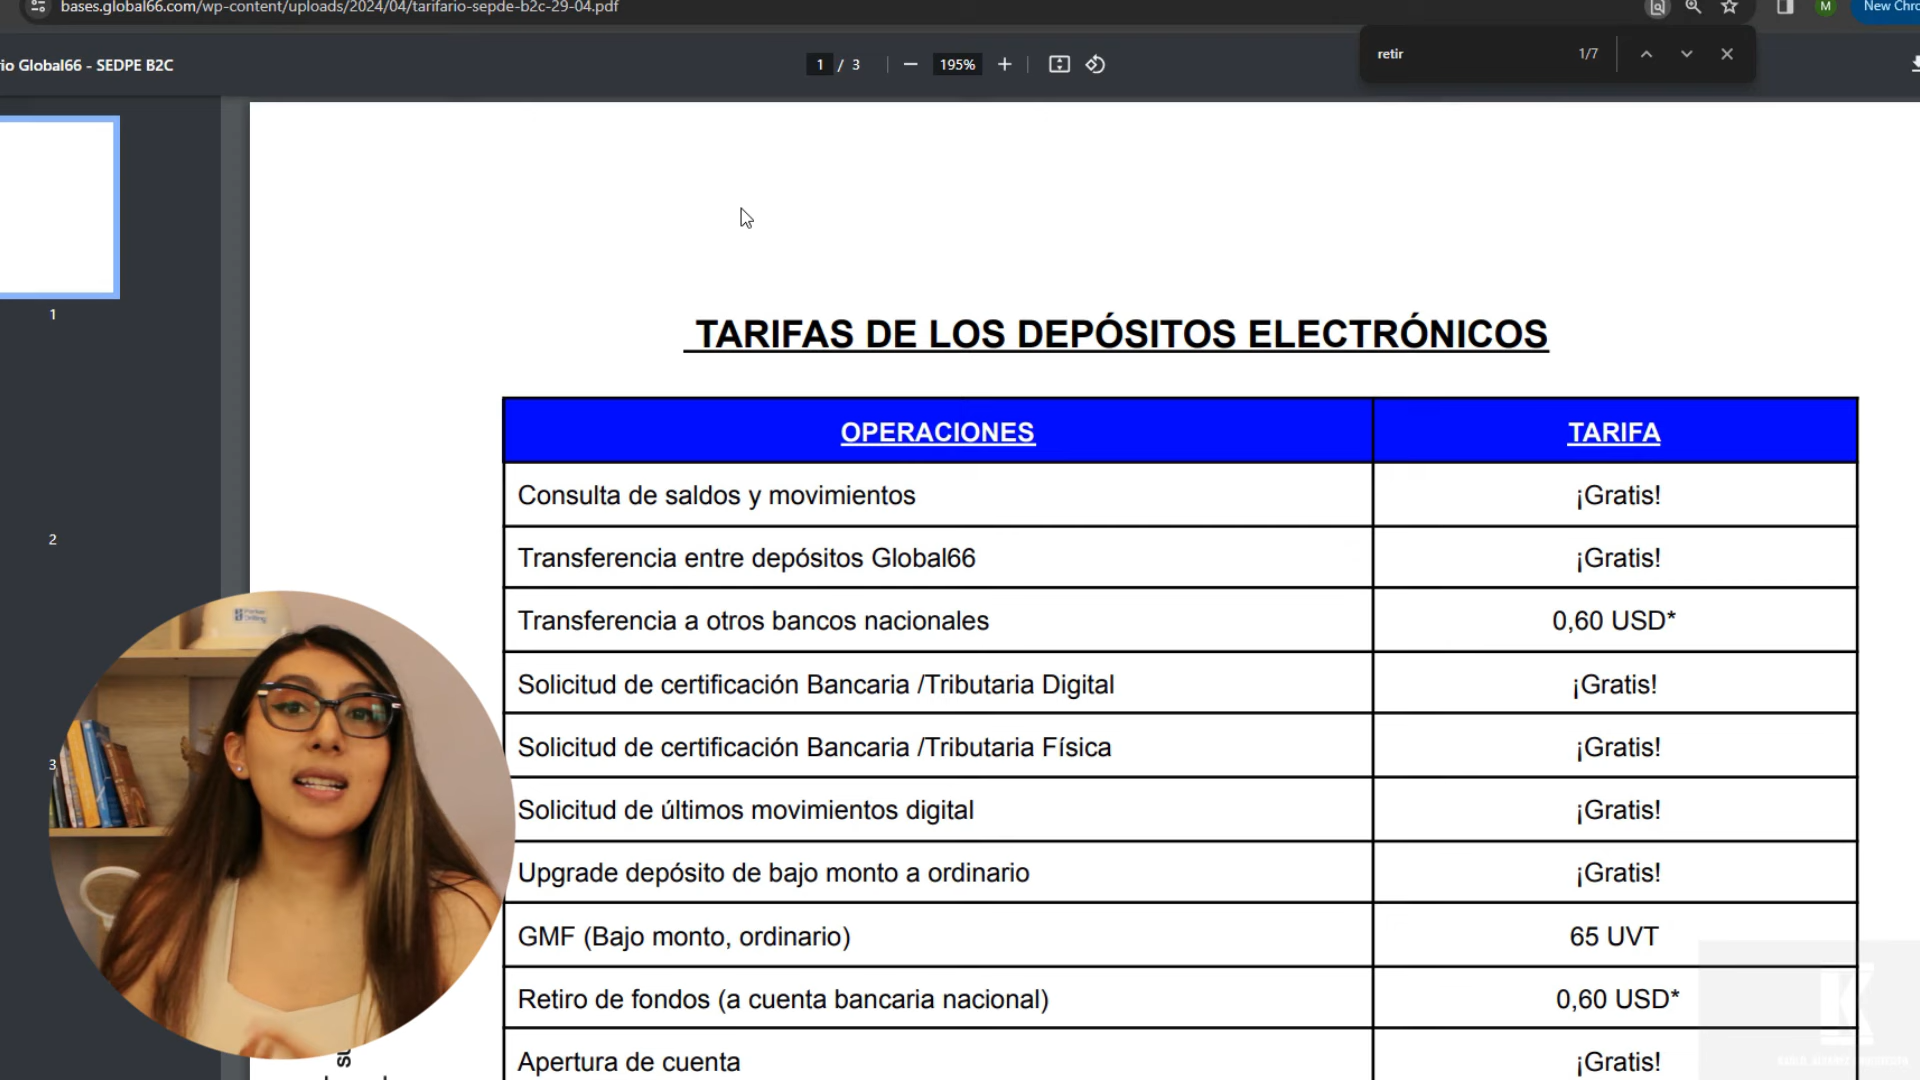 bases.global66.com/wp-content/uploads/2024/04/tarifario-sepde-b2c-29-04.pdf
M
New Chro
io Global66 - SEDPE B2C
1 / 3
195%
retir
1/7
1
2
3
TARIFAS DE LOS DEPÓSITOS ELECTRÓNICOS
OPERACIONES
TARIFA
Consulta de saldos y movimientos
¡Gratis!
Transferencia entre depósitos Global66
¡Gratis!
Transferencia a otros bancos nacionales
0,60 USD*
Solicitud de certificación Bancaria /Tributaria Digital
¡Gratis!
Solicitud de certificación Bancaria /Tributaria Física
¡Gratis!
Solicitud de últimos movimientos digital
¡Gratis!
Upgrade depósito de bajo monto a ordinario
¡Gratis!
GMF (Bajo monto, ordinario)
65 UVT
Retiro de fondos (a cuenta bancaria nacional)
0,60 USD*
Apertura de cuenta
¡Gratis!
su
K